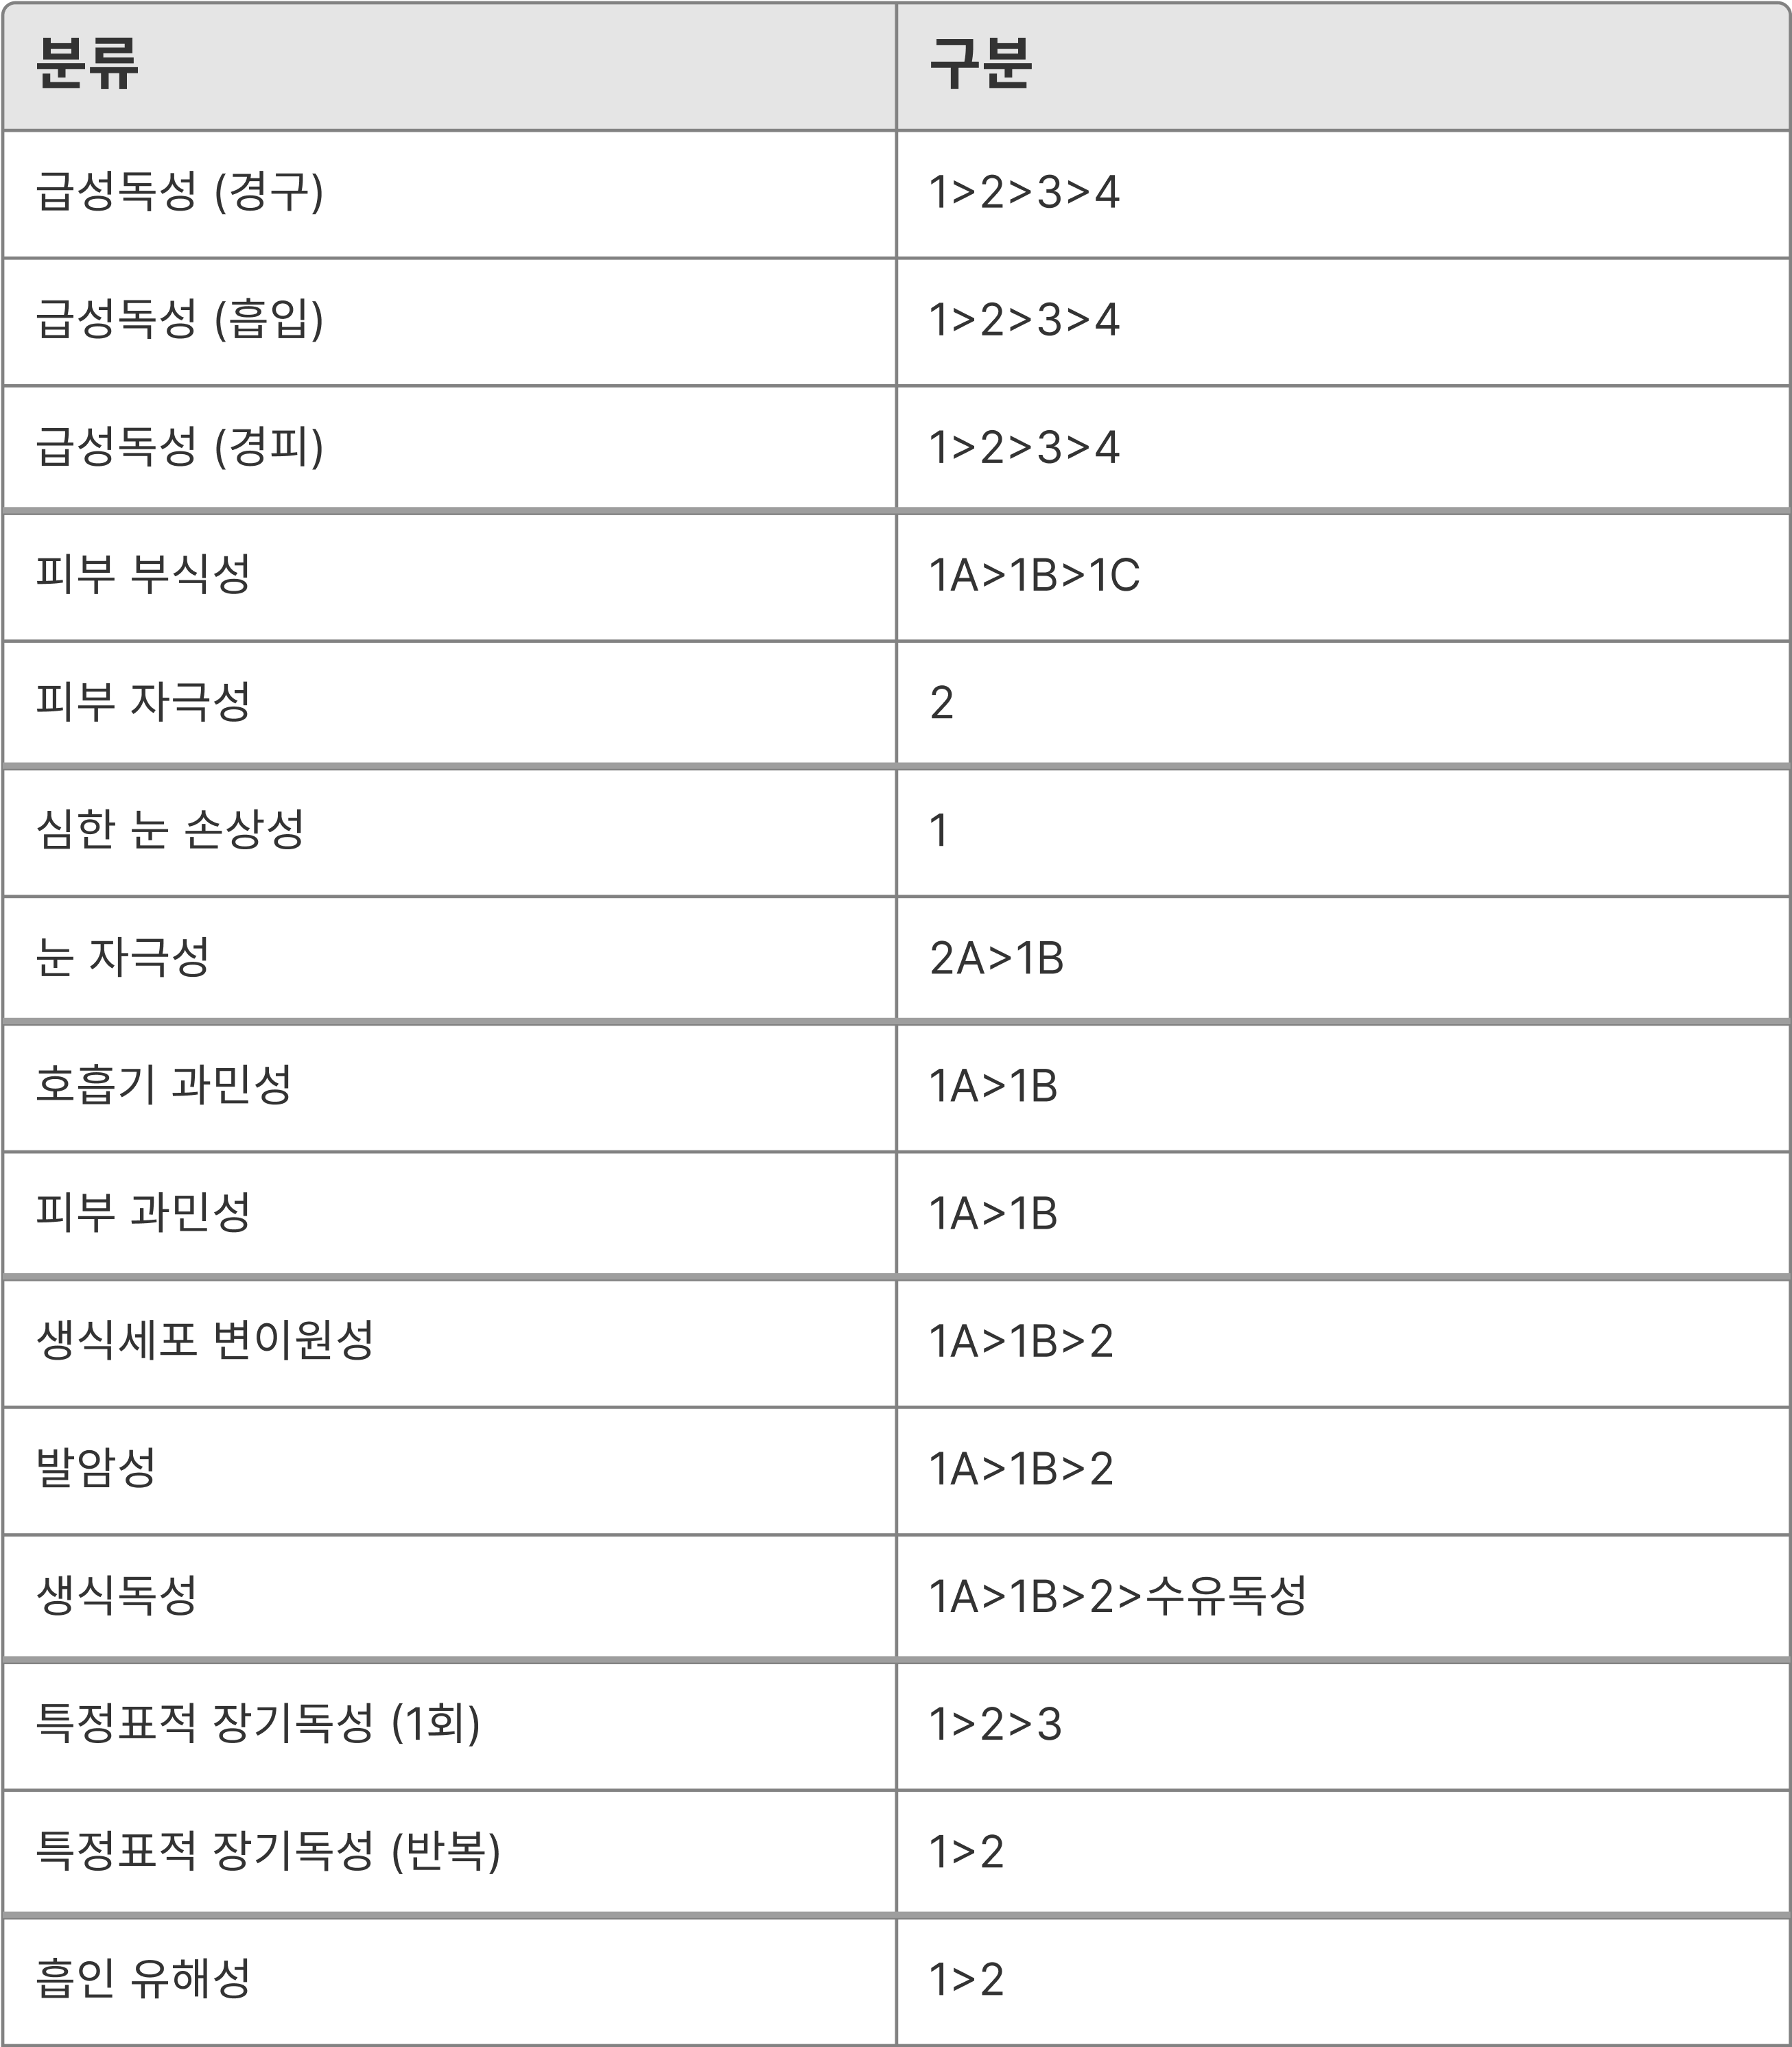 분류 구분
급성독성 (경구) 1>2>3>4
급성독성 (흡입) 1>2>3>4
급성독성 (경피) 1>2>3>4
피부 부식성 1A>1B>1C
피부 자극성 2
심한 눈 손상성 1
눈 자극성 2A>1B
호흡기 과민성 1A>1B
피부 과민성 1A>1B
생식세포 변이원성 1A>1B>2
발암성 1A>1B>2
생식독성 1A>1B>2>수유독성
특정표적 장기독성 (1회) 1>2>3
특정표적 장기독성 (반복) 1>2
흡인 유해성 1>2